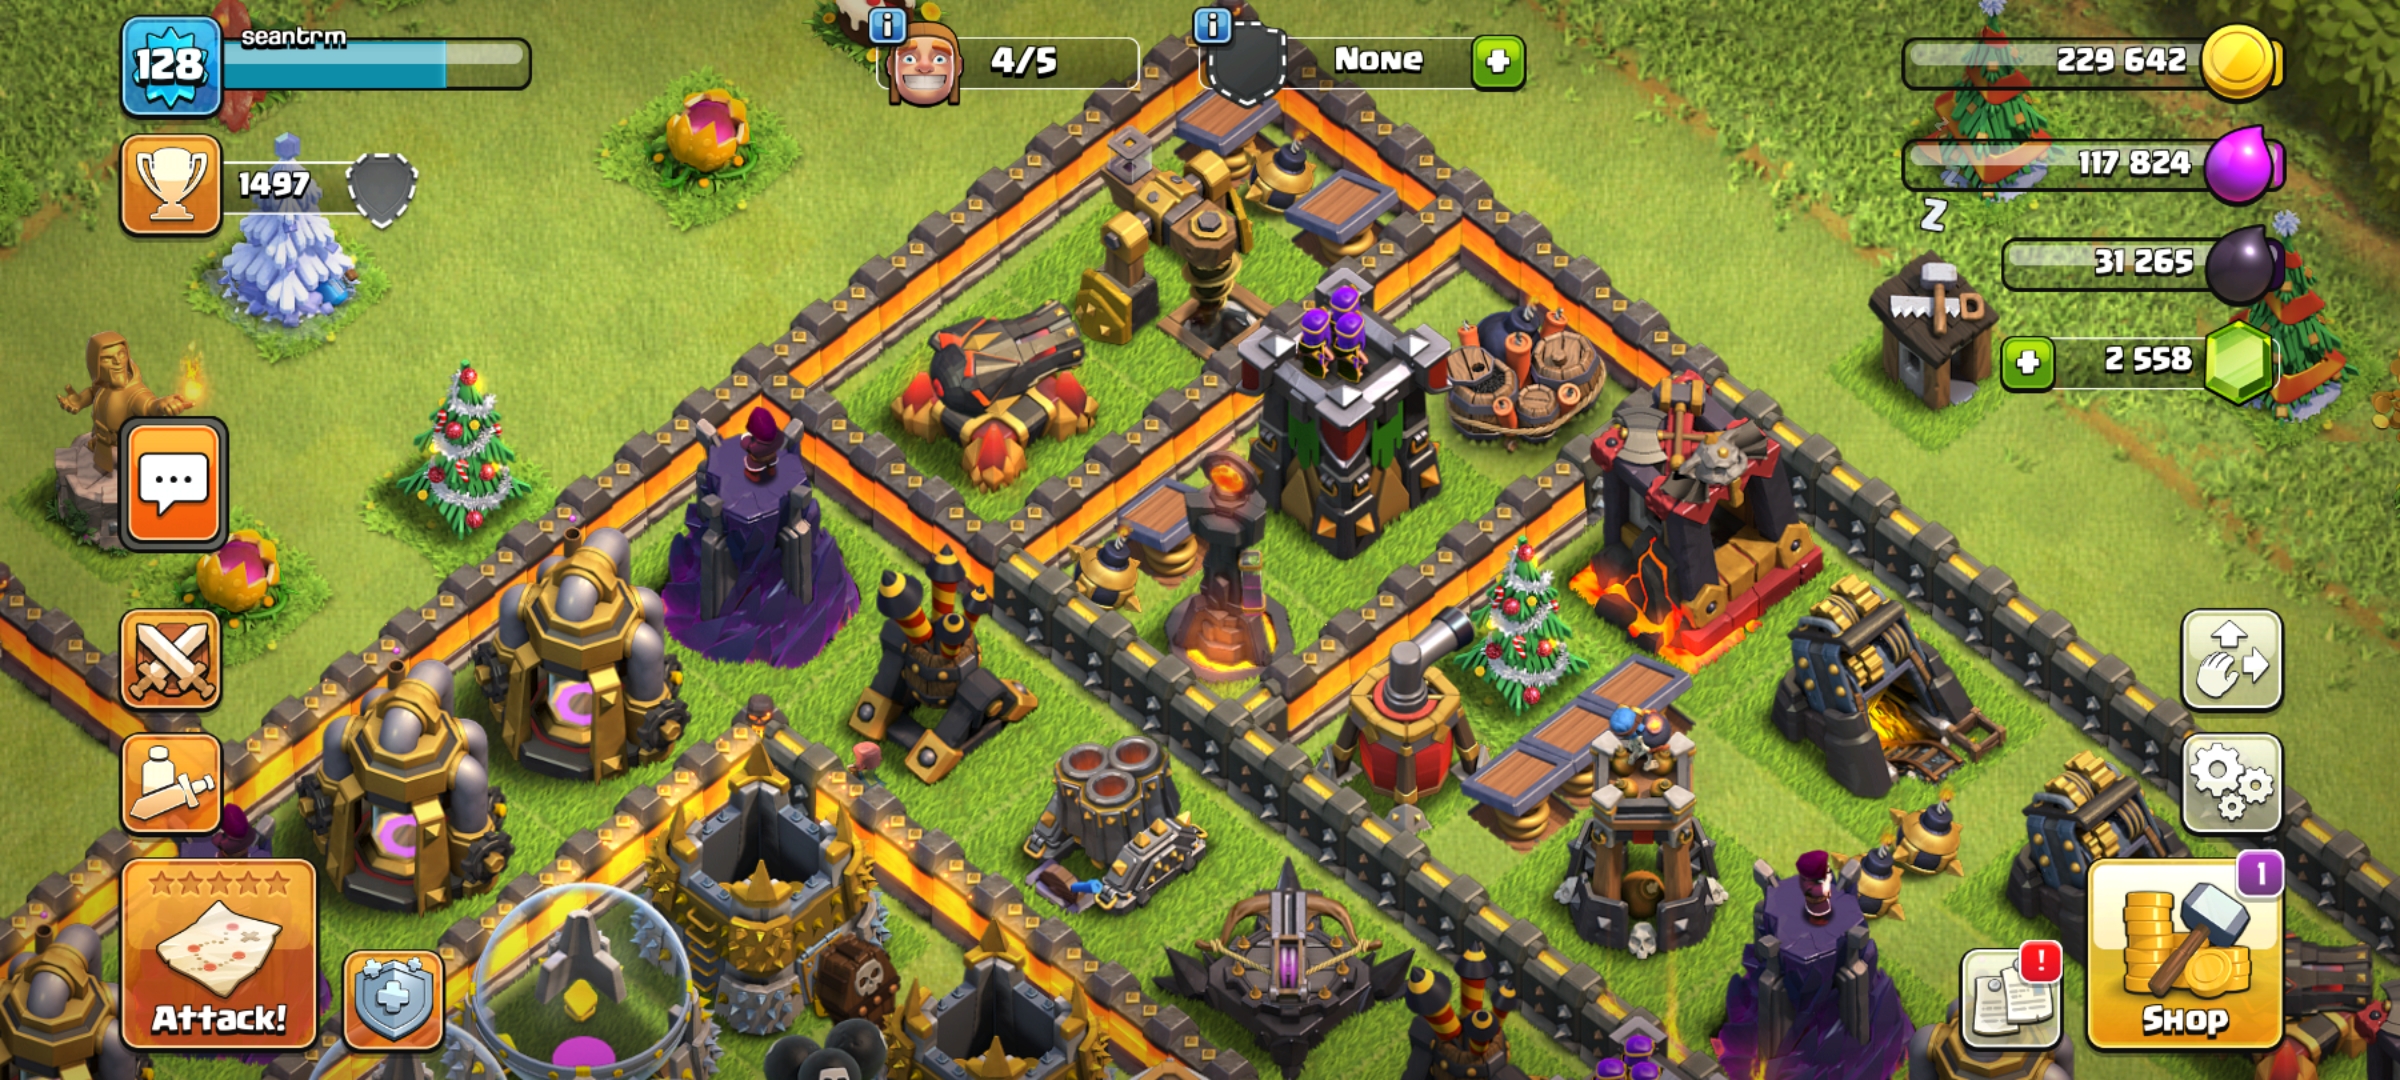 128
seantrm
i
4/5
i
None
229 642
1497
117 824
Z
31 265
2 558
1
!
Attack!
Shop